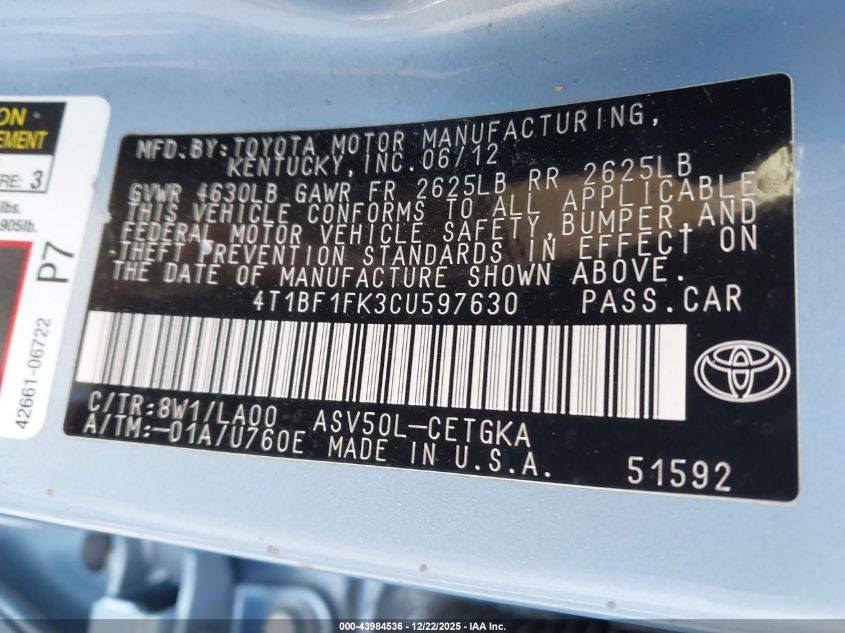 ON
EMENT
RE: 3
lbs.
905lb.
P7
42661-06722
MFD.BY:TOYOTA MOTOR MANUFACTURING,
KENTUCKY,INC.06/12
GVWR 4630LB GAWR FR 2625LB RR 2625LB
THIS VEHICLE CONFORMS TO ALL APPLICABLE
FEDERAL MOTOR VEHICLE SAFETY,BUMPER,AND
THEFT PREVENTION STANDARDS IN EFFECT ON
THE DATE OF MANUFACTURE SHOWN ABOVE.
4T1BF1FK3CU597630 PASS.CAR
C/TR:8W1/LA00 ASV50L-CETGKA
A/TM:-01A/U760E MADE IN U.S.A.
51592
000-43984536 - 12/22/2025 - IAA Inc.